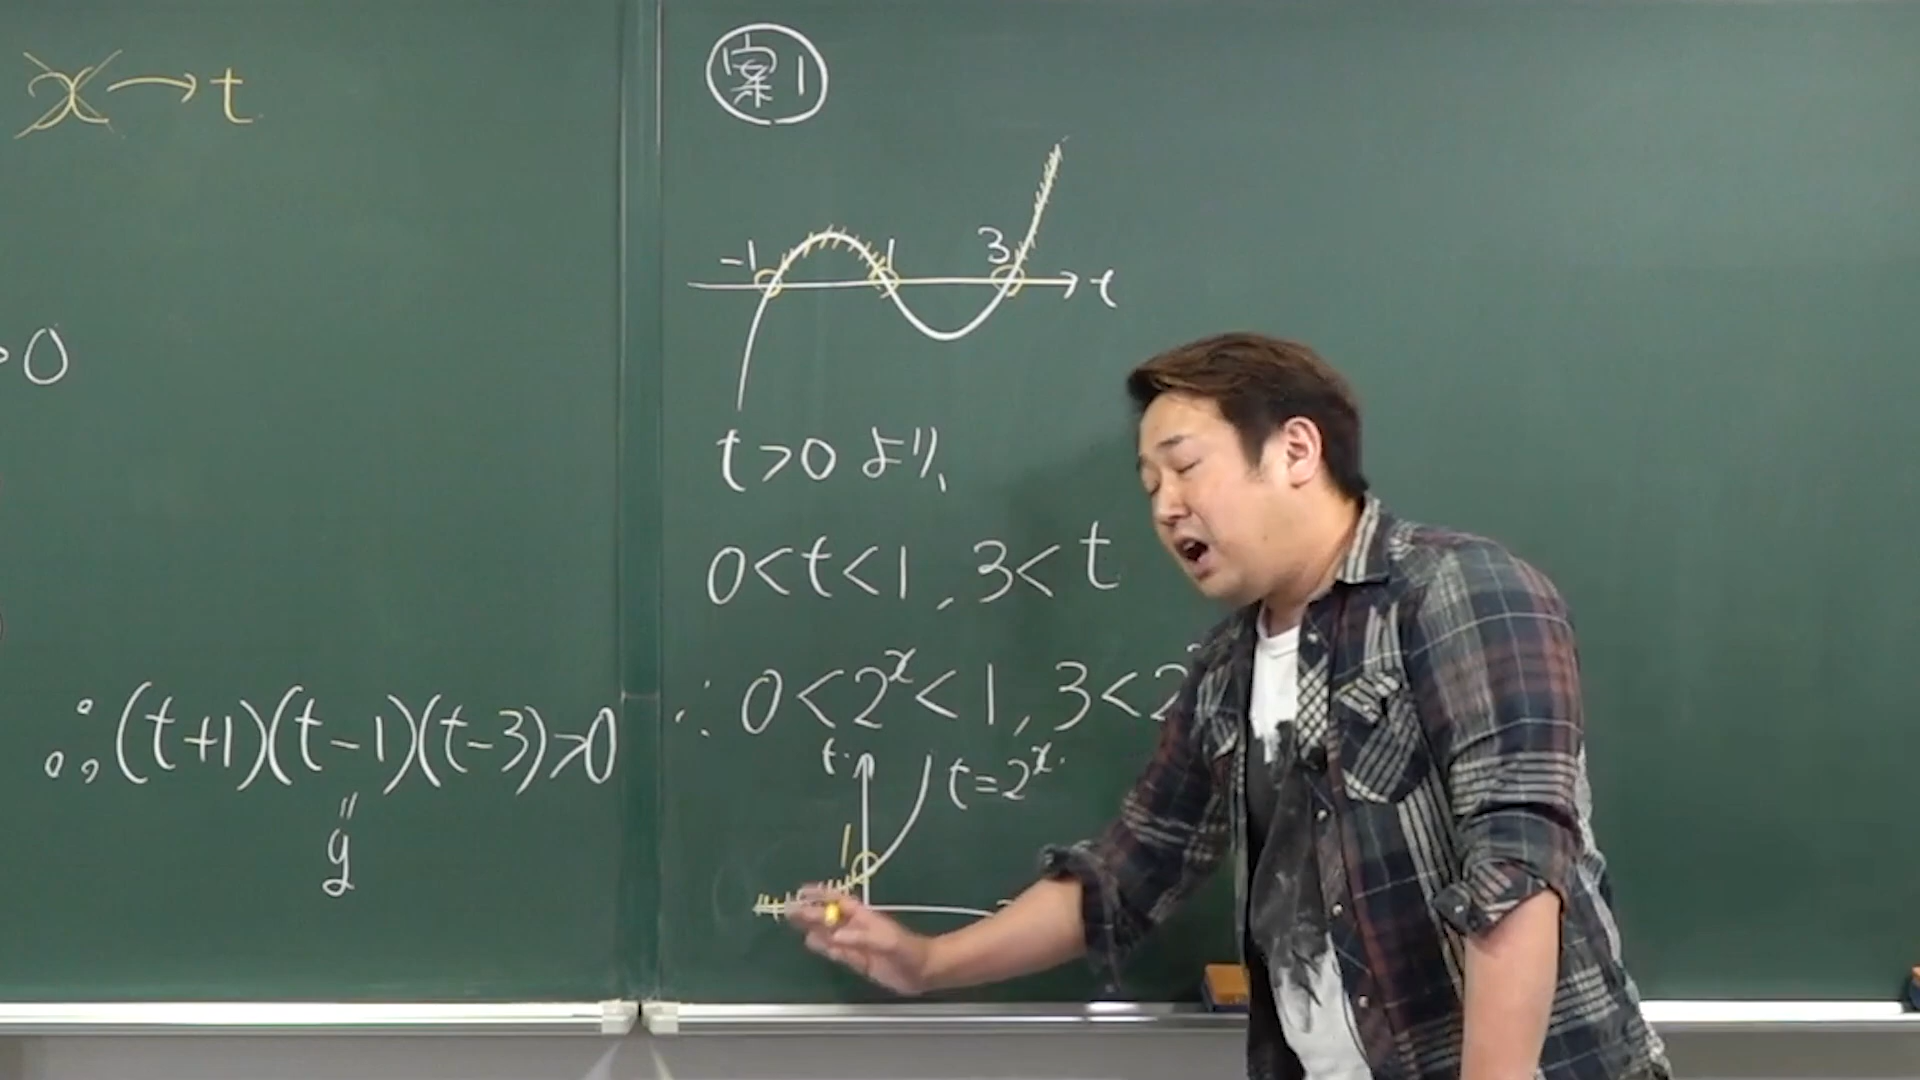 x → t
>0
∴(t+1)(t-1)(t-3)>0
〃
y
案1
-1 1 3 t
t>0 より、
0<t<1, 3<t
∴ 0<2^x<1, 3<2
t t=2^x
1